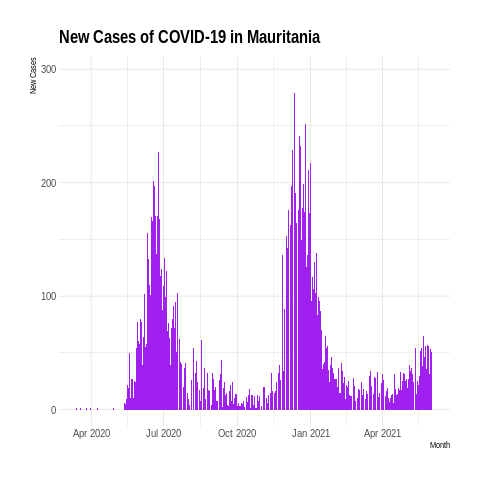 New Cases of COVID-19 in Mauritania
New Cases
300
200
100
0
Apr 2020 Jul 2020 Oct 2020 Jan 2021 Apr 2021
Month